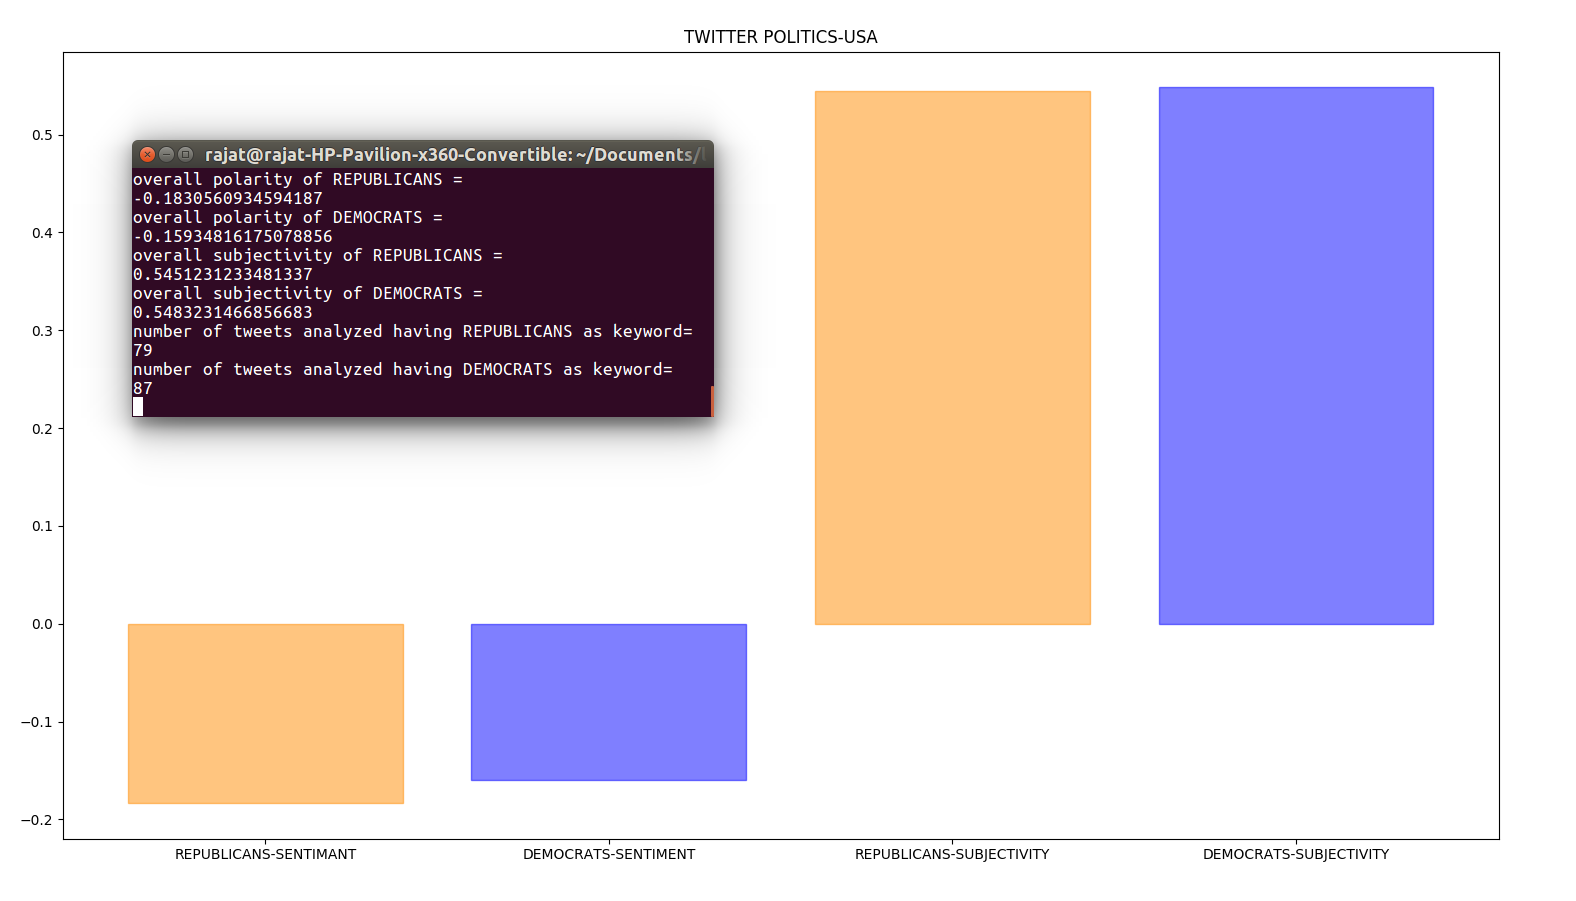 TWITTER POLITICS-USA
0.5
0.4
0.3
0.2
0.1
0.0
−0.1
−0.2
rajat@rajat-HP-Pavilion-x360-Convertible: ~/Documents/
overall polarity of REPUBLICANS =
-0.1830560934594187
overall polarity of DEMOCRATS =
-0.15934816175078856
overall subjectivity of REPUBLICANS =
0.5451231233481337
overall subjectivity of DEMOCRATS =
0.5483231466856683
number of tweets analyzed having REPUBLICANS as keyword=
79
number of tweets analyzed having DEMOCRATS as keyword=
87
REPUBLICANS-SENTIMANT
DEMOCRATS-SENTIMENT
REPUBLICANS-SUBJECTIVITY
DEMOCRATS-SUBJECTIVITY